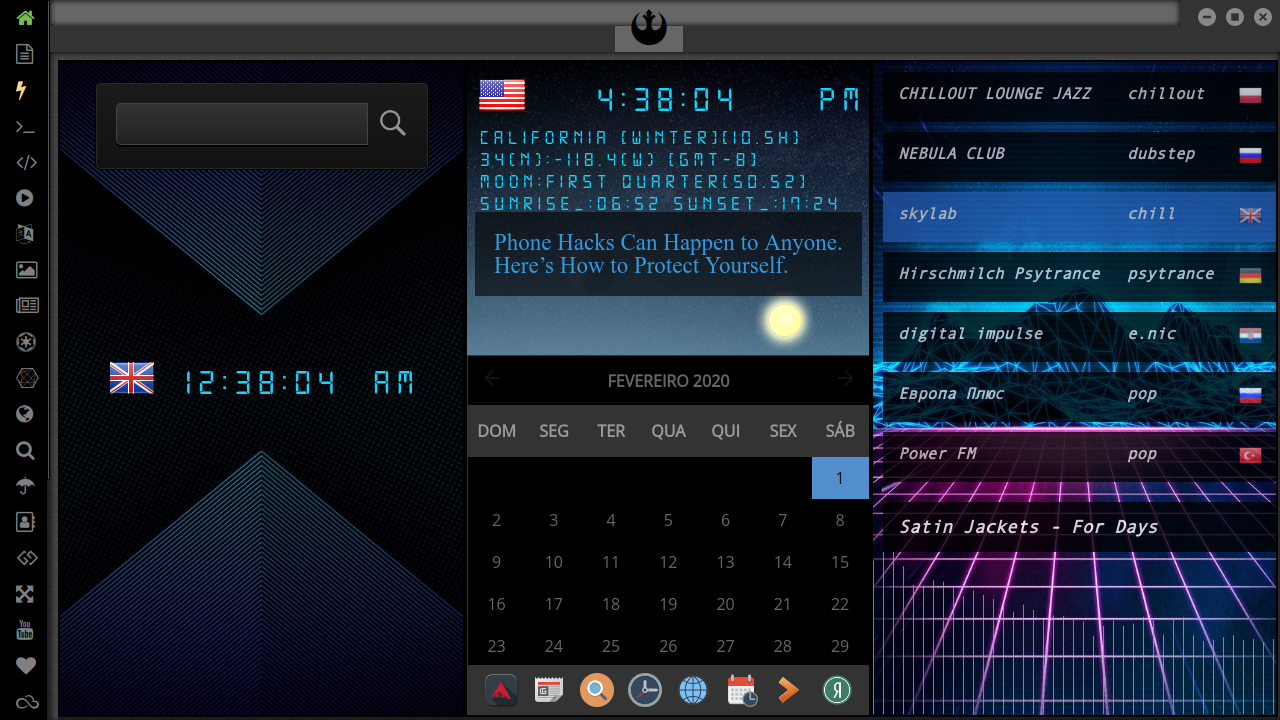 4:38:04 PM
CALIFORNIA [WINTER][10.5H]
34[N]:-118.4[W] [GMT-8]
MOON:FIRST QUARTER[50.52]
SUNRISE_:06:52 SUNSET_:17:24
Phone Hacks Can Happen to Anyone.
Here’s How to Protect Yourself.
12:38:04 AM
FEVEREIRO 2020
DOM SEG TER QUA QUI SEX SÁB
1
2 3 4 5 6 7 8
9 10 11 12 13 14 15
16 17 18 19 20 21 22
23 24 25 26 27 28 29
CHILLOUT LOUNGE JAZZ chillout
NEBULA CLUB dubstep
skylab chill
Hirschmilch Psytrance psytrance
digital impulse e.nic
Европа Плюс pop
Power FM pop
Satin Jackets - For Days
You
Tube
Я